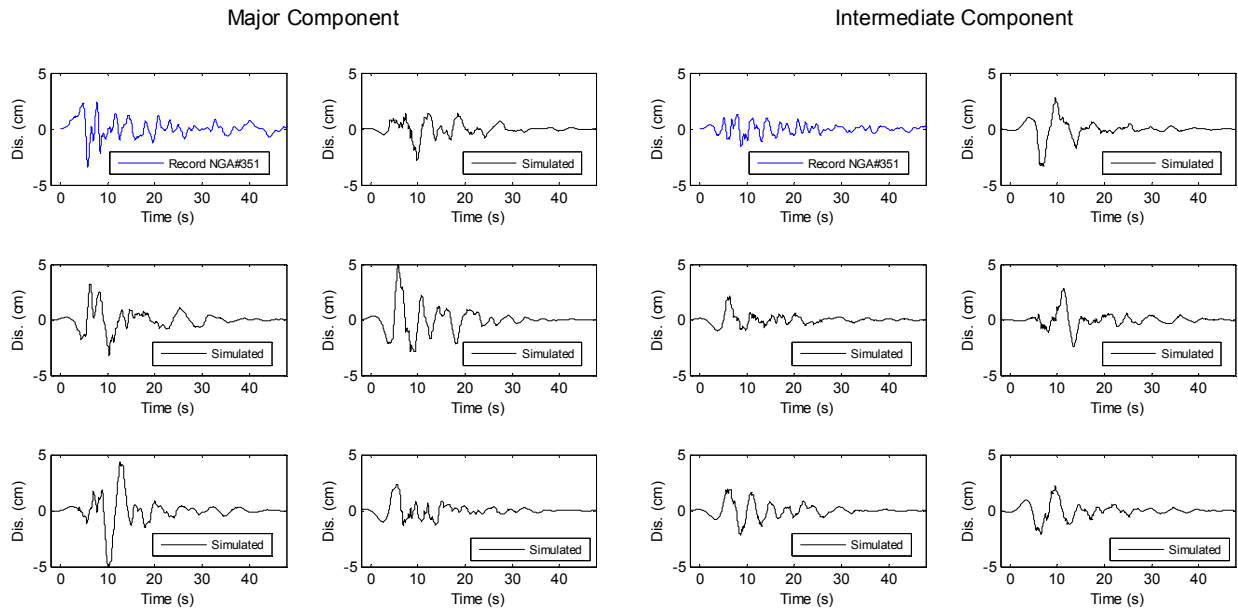 Major Component
Intermediate Component
5
0
-5
Dis. (cm)
Record NGA#351
0 10 20 30 40
Time (s)
5
0
-5
Dis. (cm)
Simulated
0 10 20 30 40
Time (s)
5
0
-5
Dis. (cm)
Record NGA#351
0 10 20 30 40
Time (s)
5
0
-5
Dis. (cm)
Simulated
0 10 20 30 40
Time (s)
5
0
-5
Dis. (cm)
Simulated
0 10 20 30 40
Time (s)
5
0
-5
Dis. (cm)
Simulated
0 10 20 30 40
Time (s)
5
0
-5
Dis. (cm)
Simulated
0 10 20 30 40
Time (s)
5
0
-5
Dis. (cm)
Simulated
0 10 20 30 40
Time (s)
5
0
-5
Dis. (cm)
Simulated
0 10 20 30 40
Time (s)
5
0
-5
Dis. (cm)
Simulated
0 10 20 30 40
Time (s)
5
0
-5
Dis. (cm)
Simulated
0 10 20 30 40
Time (s)
5
0
-5
Dis. (cm)
Simulated
0 10 20 30 40
Time (s)